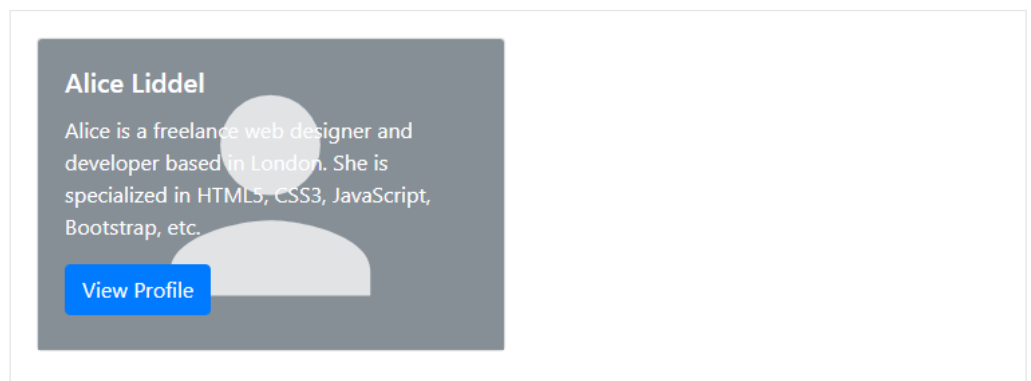 Alice Liddel
Alice is a freelance web designer and
developer based in London. She is
specialized in HTML5, CSS3, JavaScript,
Bootstrap, etc.
View Profile